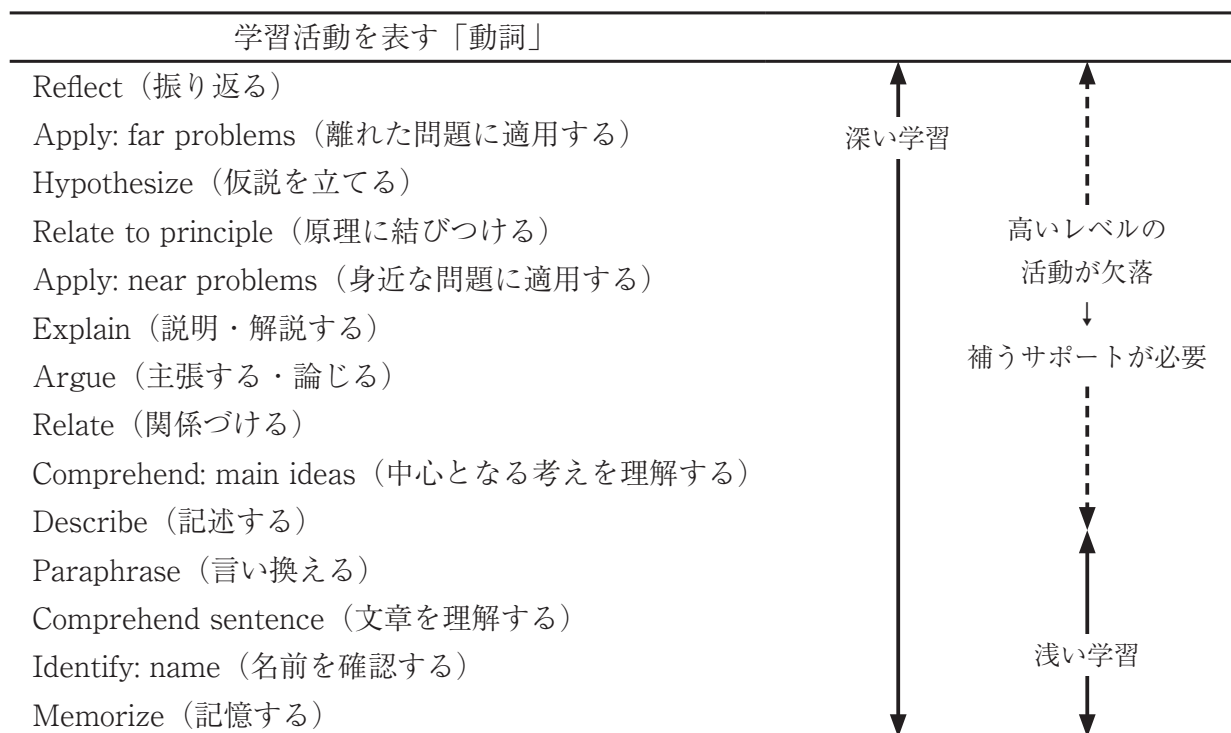 学習活動を表す「動詞」
Reflect（振り返る）
Apply: far problems（離れた問題に適用する）
Hypothesize（仮説を立てる）
Relate to principle（原理に結びつける）
Apply: near problems（身近な問題に適用する）
Explain（説明・解説する）
Argue（主張する・論じる）
Relate（関係づける）
Comprehend: main ideas（中心となる考えを理解する）
Describe（記述する）
Paraphrase（言い換える）
Comprehend sentence（文章を理解する）
Identify: name（名前を確認する）
Memorize（記憶する）
深い学習
高いレベルの
活動が欠落
↓
補うサポートが必要
浅い学習